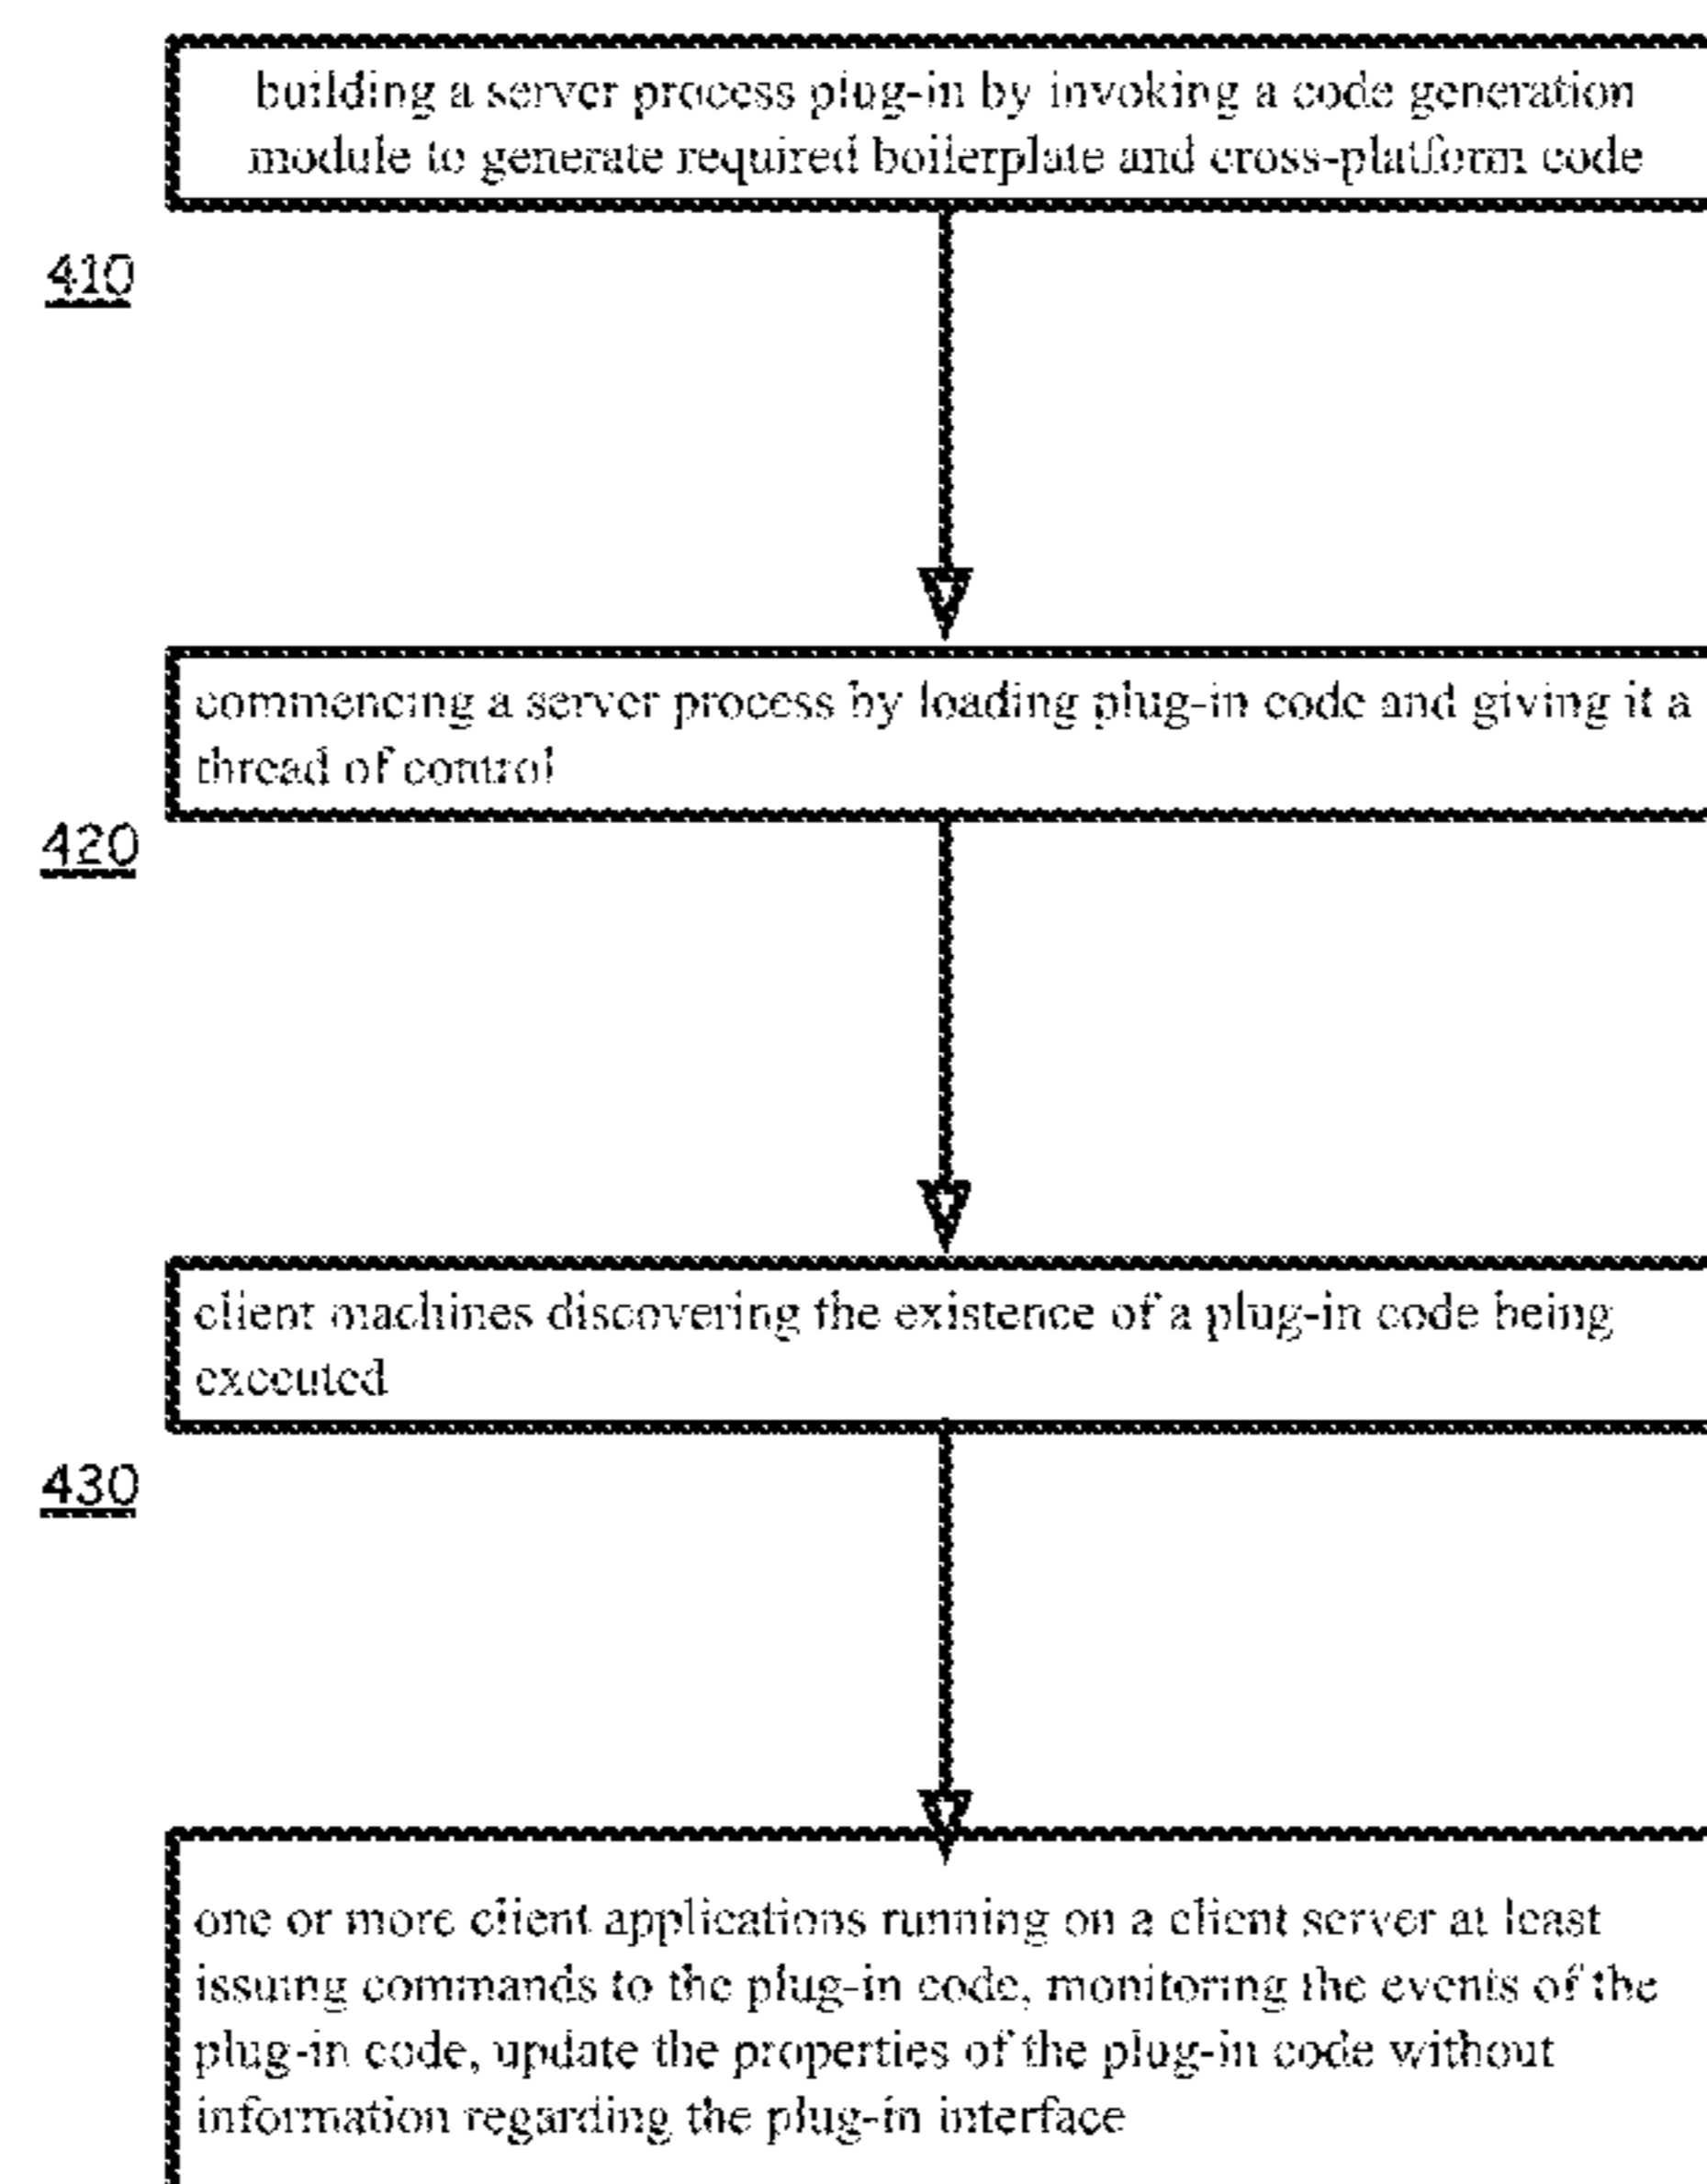 building a server process plug-in by invoking a code generation
module to generate required boilerplate and cross-platform code
410
commencing a server process by loading plug-in code and giving it a
thread of control
420
client machines discovering the existence of a plug-in code being
executed
430
one or more client applications running on a client server at least
issuing commands to the plug-in code, monitoring the events of the
plug-in code, update the properties of the plug-in code without
information regarding the plug-in interface